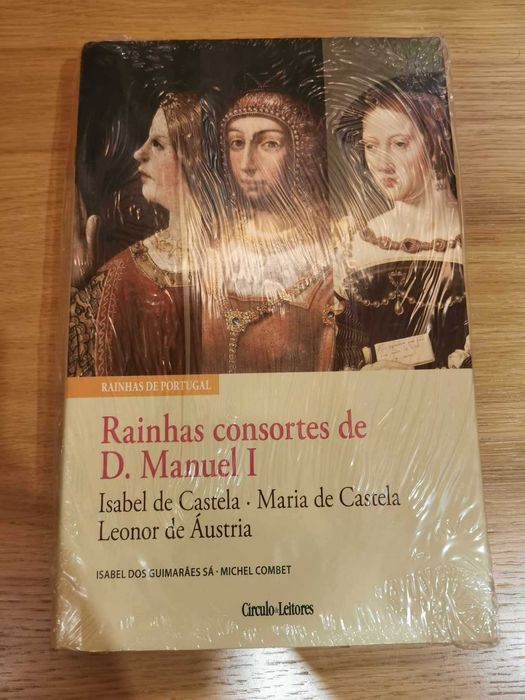 RAINHAS DE PORTUGAL
Rainhas consortes de
D. Manuel I
Isabel de Castela · Maria de Castela
Leonor de Áustria
ISABEL DOS GUIMARÃES SÁ · MICHEL COMBET
Círculo de Leitores